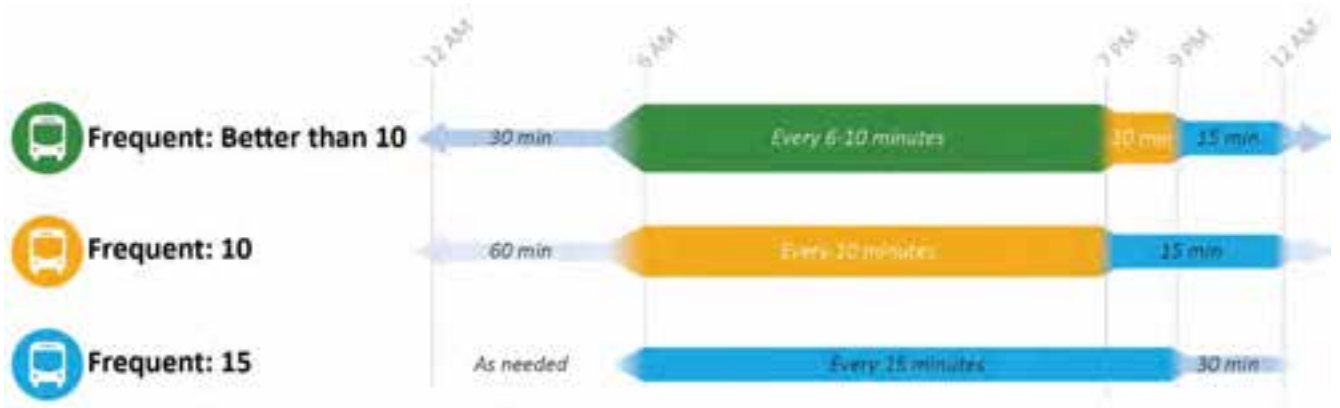 12 AM 6 AM 7 PM 9 PM 12 AM
Frequent: Better than 10 30 min Every 6-10 minutes 10 min 15 min
Frequent: 10 60 min Every 10 minutes 15 min
Frequent: 15 As needed Every 15 minutes 30 min